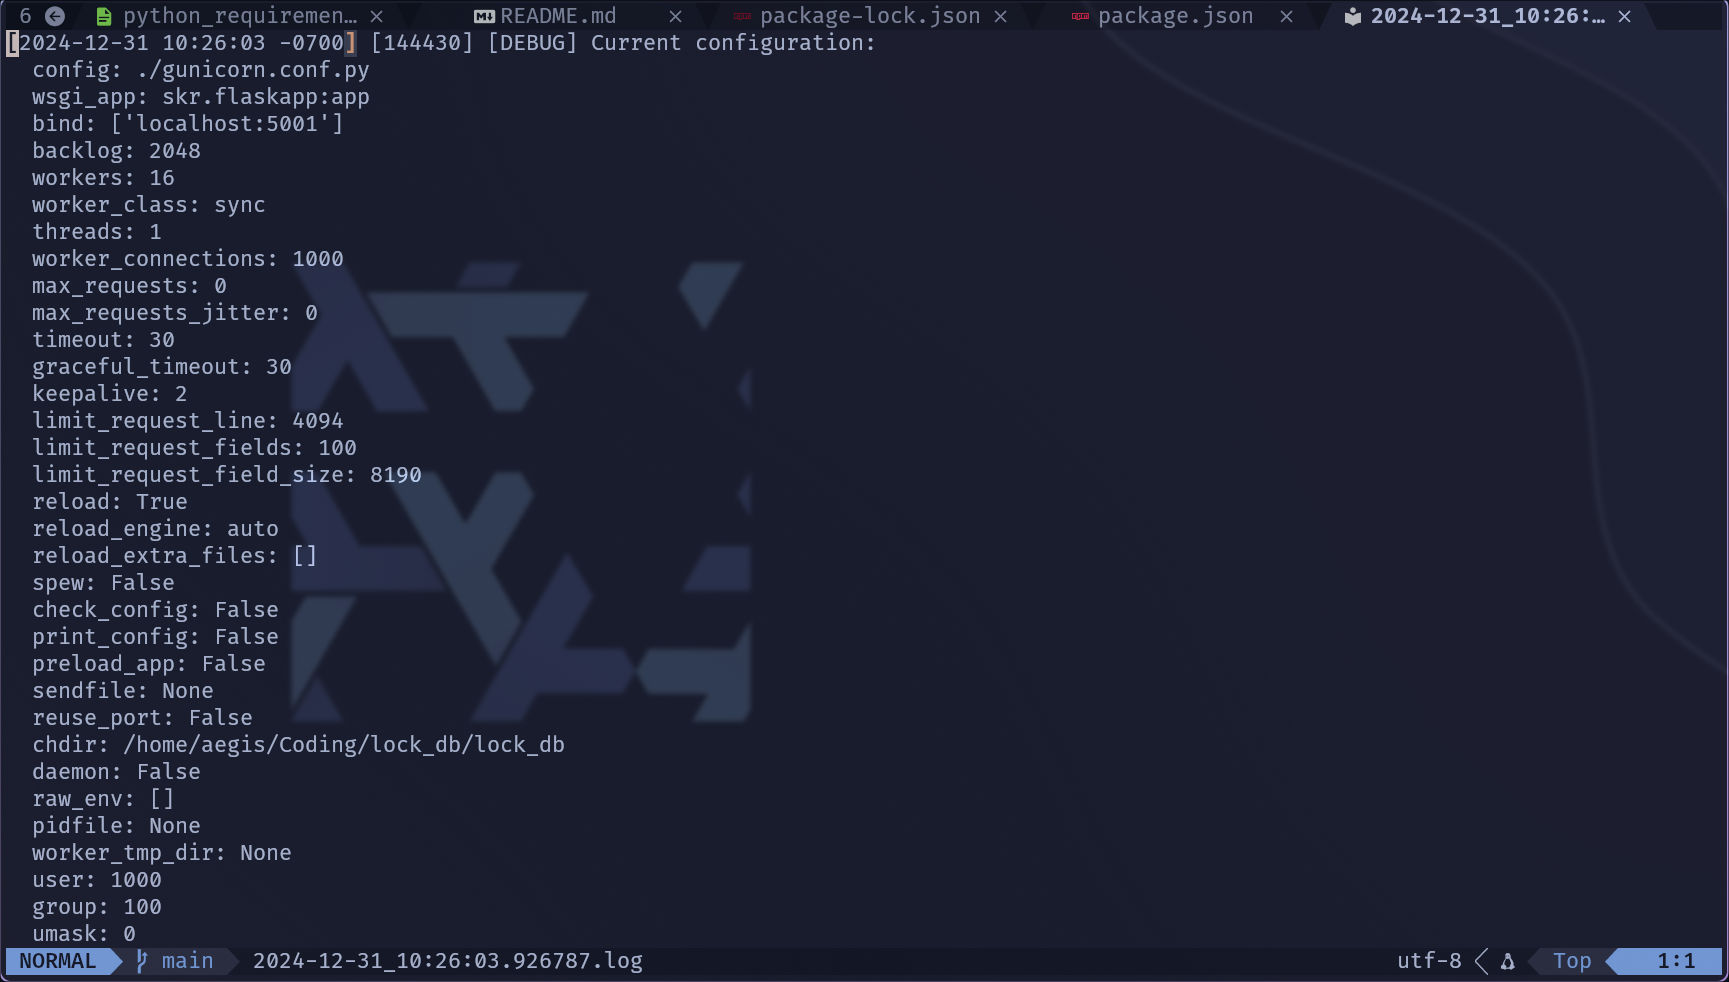 6 python_requiremen… × README.md × package-lock.json × package.json × 2024-12-31_10:26:… ×
[2024-12-31 10:26:03 -0700] [144430] [DEBUG] Current configuration:
config: ./gunicorn.conf.py
wsgi_app: skr.flaskapp:app
bind: ['localhost:5001']
backlog: 2048
workers: 16
worker_class: sync
threads: 1
worker_connections: 1000
max_requests: 0
max_requests_jitter: 0
timeout: 30
graceful_timeout: 30
keepalive: 2
limit_request_line: 4094
limit_request_fields: 100
limit_request_field_size: 8190
reload: True
reload_engine: auto
reload_extra_files: []
spew: False
check_config: False
print_config: False
preload_app: False
sendfile: None
reuse_port: False
chdir: /home/aegis/Coding/lock_db/lock_db
daemon: False
raw_env: []
pidfile: None
worker_tmp_dir: None
user: 1000
group: 100
umask: 0
NORMAL main 2024-12-31_10:26:03.926787.log utf-8 Top 1:1